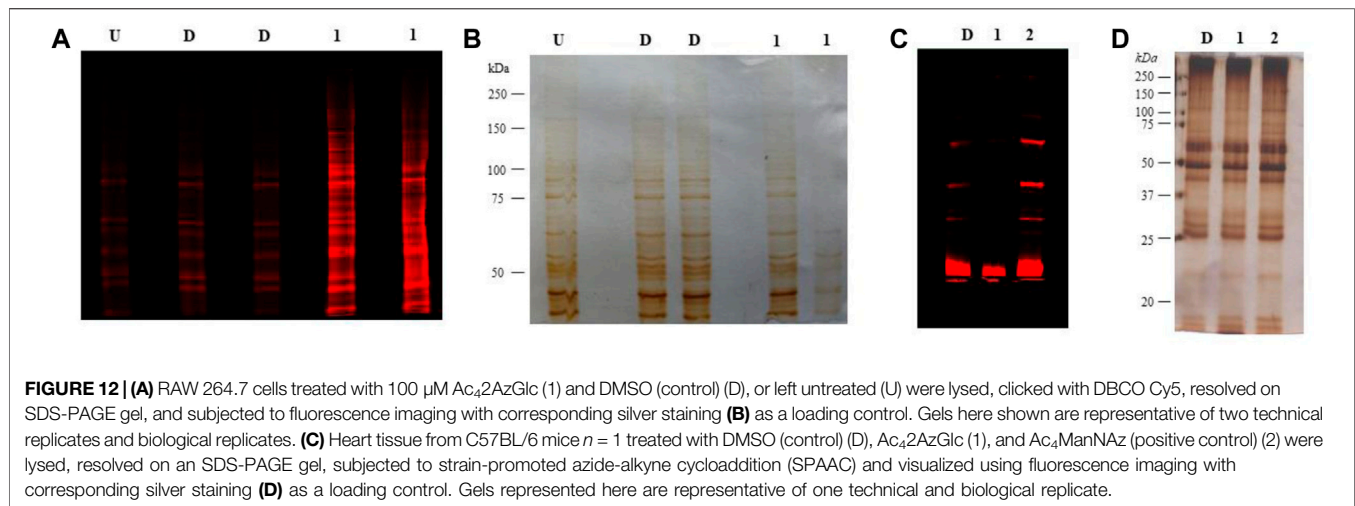 A
U D D 1 1
B
U D D 1 1
kDa
250
150
100
75
50
C
D 1 2
D
D 1 2
kDa
250
150
100
75
50
37
25
20
FIGURE 12 | (A) RAW 264.7 cells treated with 100 µM Ac₄2AzGlc (1) and DMSO (control) (D), or left untreated (U) were lysed, clicked with DBCO Cy5, resolved on
SDS-PAGE gel, and subjected to fluorescence imaging with corresponding silver staining (B) as a loading control. Gels here shown are representative of two technical
replicates and biological replicates. (C) Heart tissue from C57BL/6 mice n = 1 treated with DMSO (control) (D), Ac₄2AzGlc (1), and Ac₄ManNAz (positive control) (2) were
lysed, resolved on an SDS-PAGE gel, subjected to strain-promoted azide-alkyne cycloaddition (SPAAC) and visualized using fluorescence imaging with
corresponding silver staining (D) as a loading control. Gels represented here are representative of one technical and biological replicate.